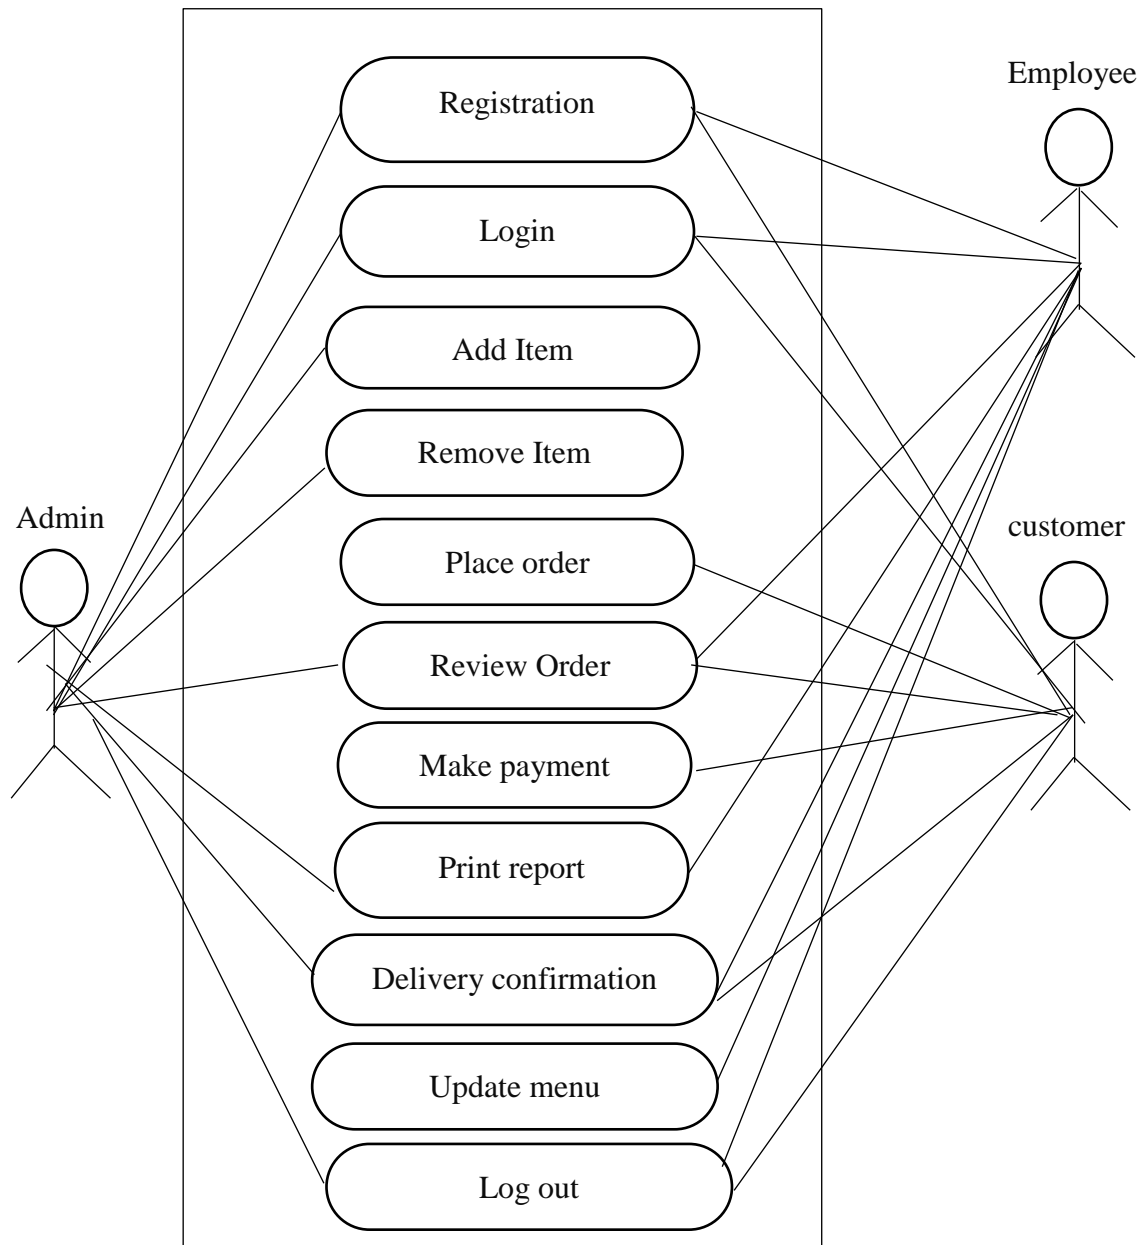 Employee
Registration
Login
Add Item
Remove Item
Admin
customer
Place order
Review Order
Make payment
Print report
Delivery confirmation
Update menu
Log out